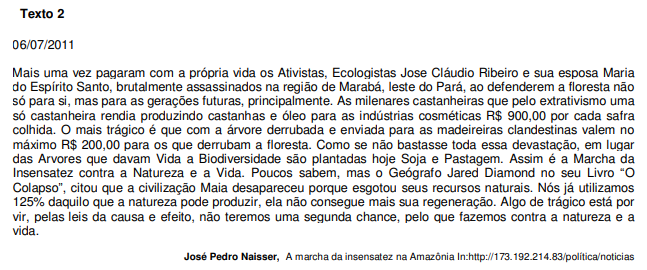 Texto 2
06/07/2011
Mais uma vez pagaram com a própria vida os Ativistas, Ecologistas Jose Cláudio Ribeiro e sua esposa Maria
do Espírito Santo, brutalmente assassinados na região de Marabá, leste do Pará, ao defenderem a floresta não
só para si, mas para as gerações futuras, principalmente. As milenares castanheiras que pelo extrativismo uma
só castanheira rendia produzindo castanhas e óleo para as indústrias cosméticas R$ 900,00 por cada safra
colhida. O mais trágico é que com a árvore derrubada e enviada para as madeireiras clandestinas valem no
máximo R$ 200,00 para os que derrubam a floresta. Como se não bastasse toda essa devastação, em lugar
das Arvores que davam Vida a Biodiversidade são plantadas hoje Soja e Pastagem. Assim é a Marcha da
Insensatez contra a Natureza e a Vida. Poucos sabem, mas o Geógrafo Jared Diamond no seu Livro “O
Colapso”, citou que a civilização Maia desapareceu porque esgotou seus recursos naturais. Nós já utilizamos
125% daquilo que a natureza pode produzir, ela não consegue mais sua regeneração. Algo de trágico está por
vir, pelas leis da causa e efeito, não teremos uma segunda chance, pelo que fazemos contra a natureza e a
vida.
José Pedro Naisser, A marcha da insensatez na Amazônia In:http://173.192.214.83/política/noticias